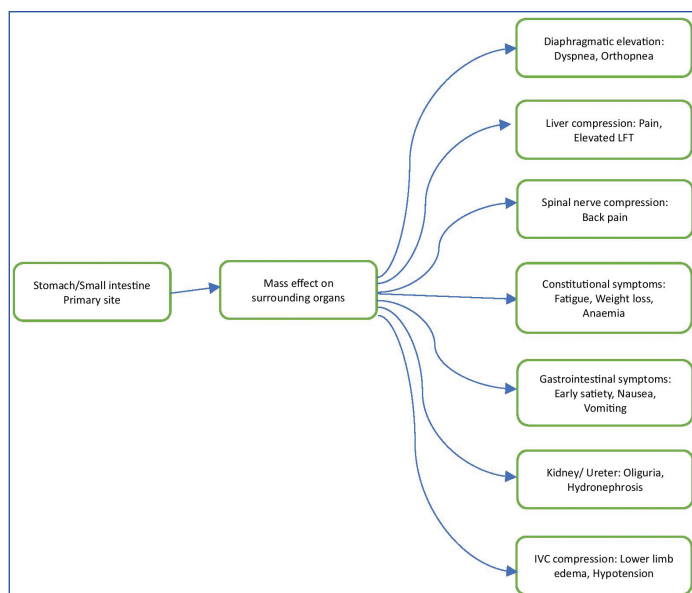 Stomach/Small intestine
Primary site
Mass effect on
surrounding organs
Diaphragmatic elevation:
Dyspnea, Orthopnea
Liver compression: Pain,
Elevated LFT
Spinal nerve compression:
Back pain
Constitutional symptoms:
Fatigue, Weight loss,
Anaemia
Gastrointestinal symptoms:
Early satiety, Nausea,
Vomiting
Kidney/ Ureter: Oliguria,
Hydronephrosis
IVC compression: Lower limb
edema, Hypotension